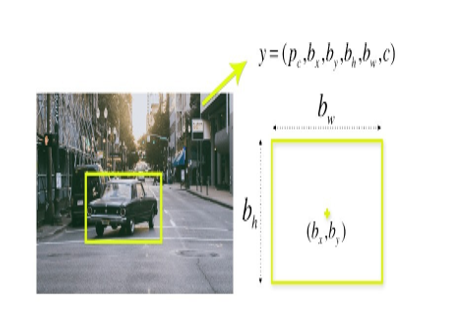 y = (p_c, b_x, b_y, b_h, b_w, c)
b_w
b_h
(b_x, b_y)